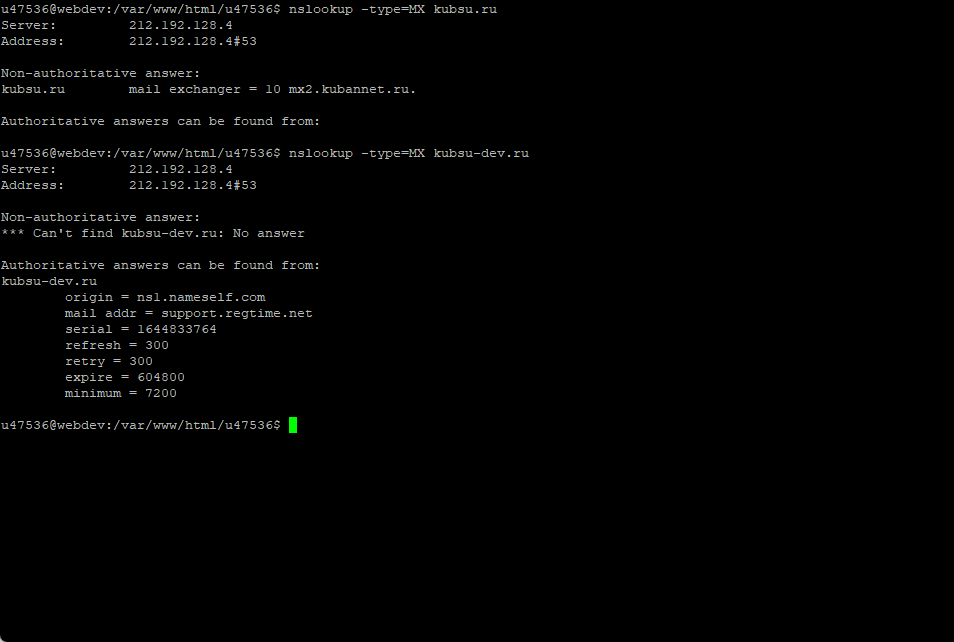 u47536@webdev:/var/www/html/u47536$ nslookup -type=MX kubsu.ru
Server:         212.192.128.4
Address:        212.192.128.4#53
Non-authoritative answer:
kubsu.ru        mail exchanger = 10 mx2.kubannet.ru.
Authoritative answers can be found from:
u47536@webdev:/var/www/html/u47536$ nslookup -type=MX kubsu-dev.ru
Server:         212.192.128.4
Address:        212.192.128.4#53
Non-authoritative answer:
*** Can't find kubsu-dev.ru: No answer
Authoritative answers can be found from:
kubsu-dev.ru
        origin = ns1.nameself.com
        mail addr = support.regtime.net
        serial = 1644833764
        refresh = 300
        retry = 300
        expire = 604800
        minimum = 7200
u47536@webdev:/var/www/html/u47536$